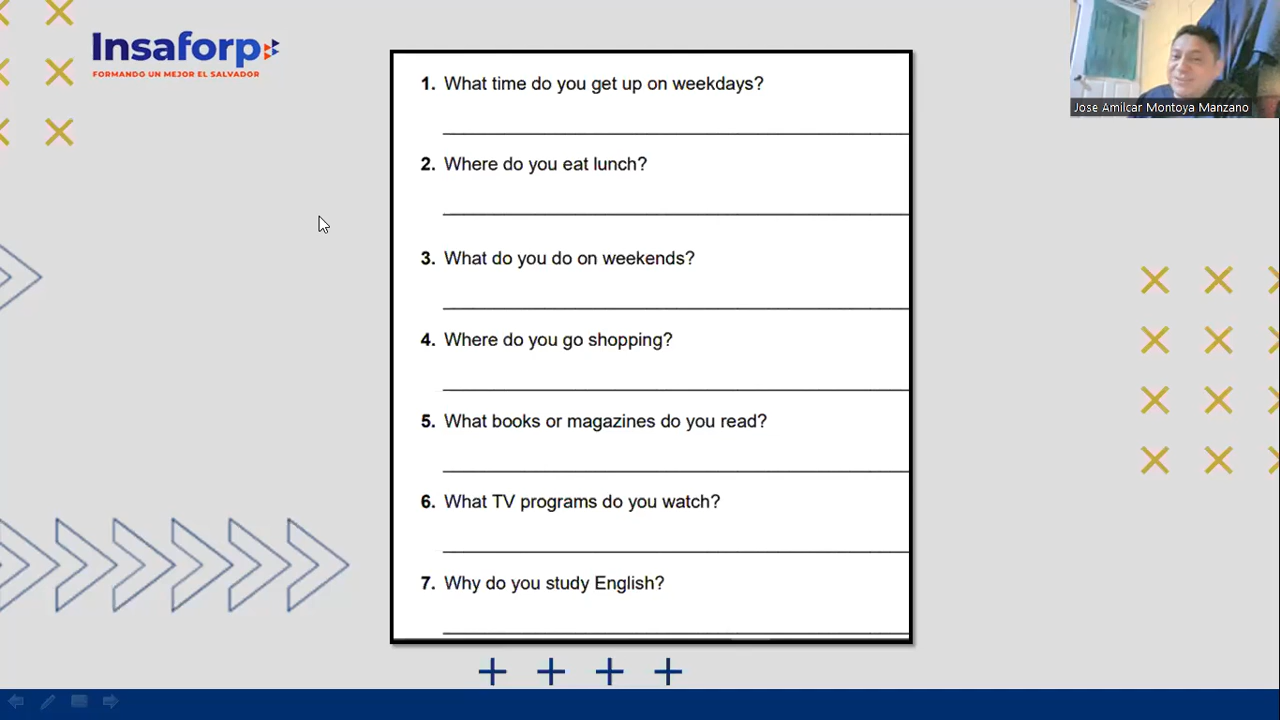 Insaforp
FORMANDO UN MEJOR EL SALVADOR
Jose Amilcar Montoya Manzano
1. What time do you get up on weekdays?
2. Where do you eat lunch?
3. What do you do on weekends?
4. Where do you go shopping?
5. What books or magazines do you read?
6. What TV programs do you watch?
7. Why do you study English?